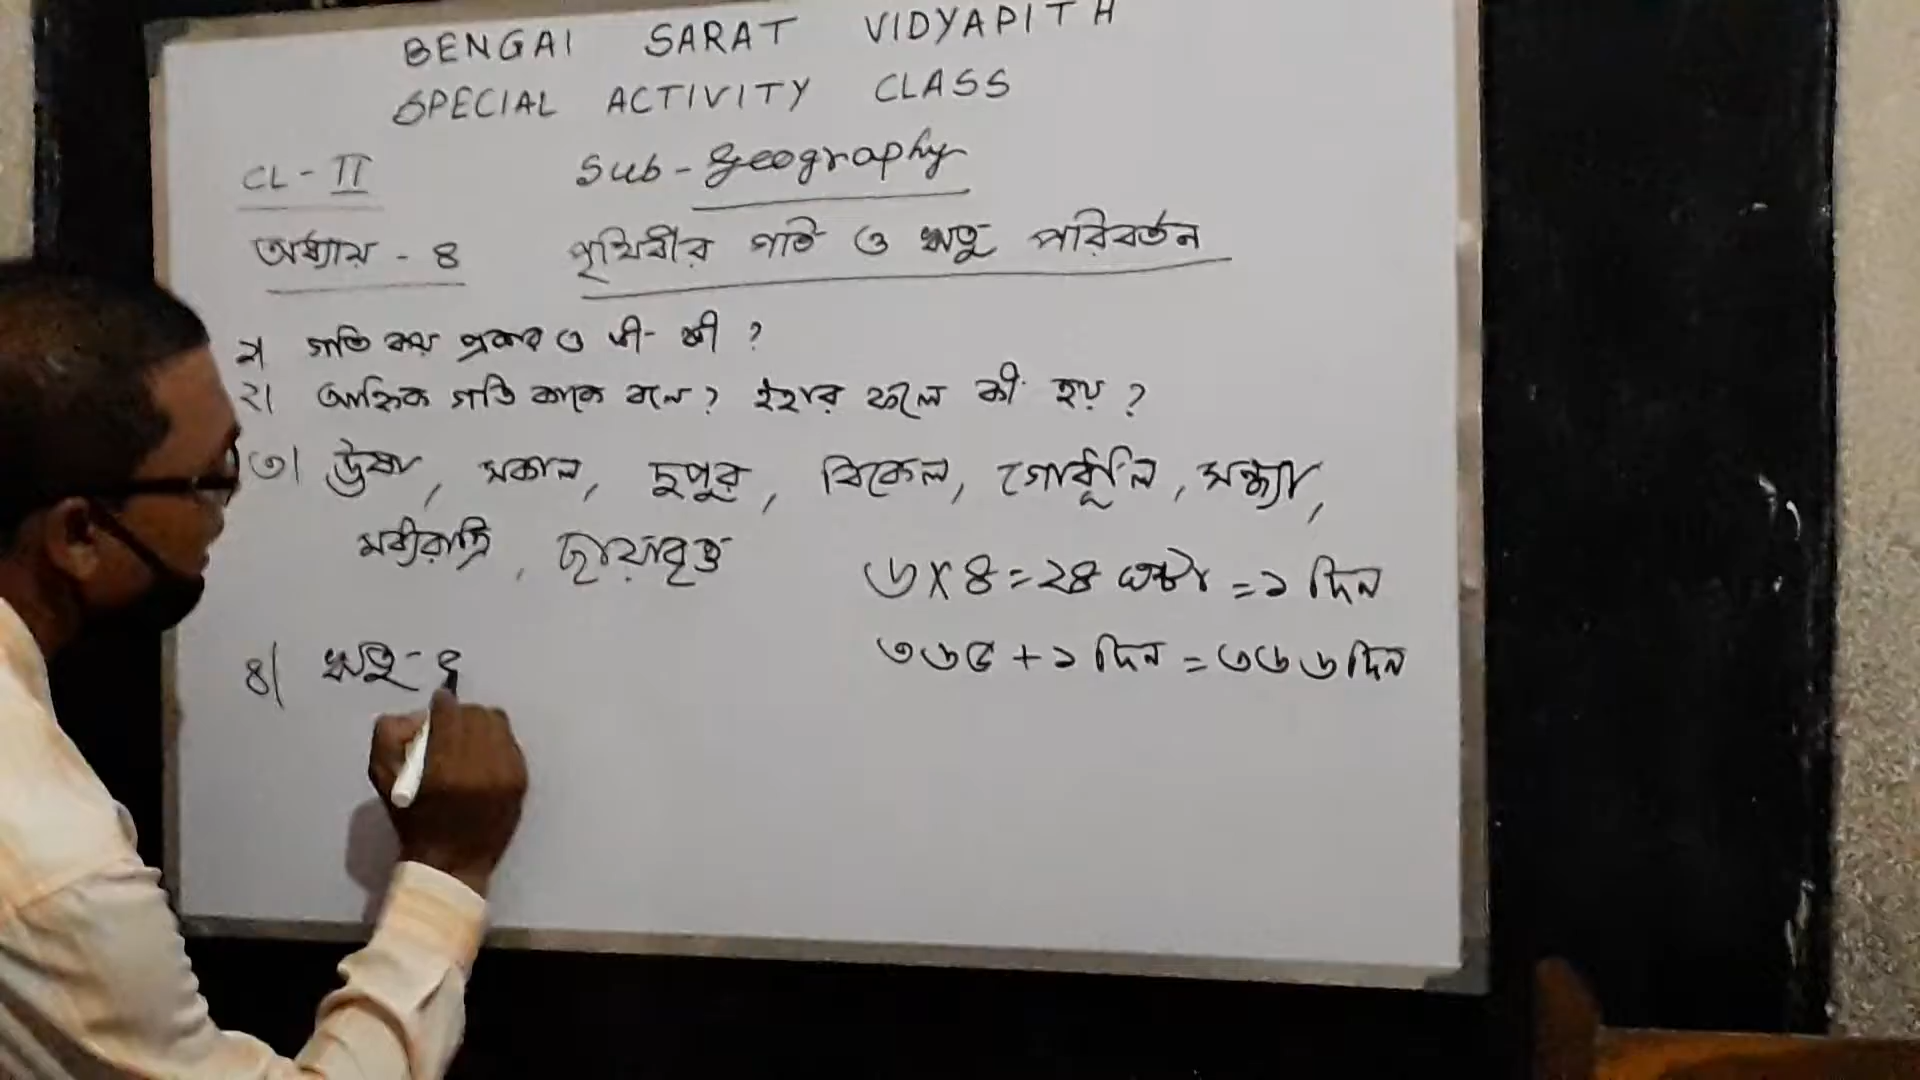 BENGAI SARAT VIDYAPITH
SPECIAL ACTIVITY CLASS
CL - II Sub - Geography
অধ্যায় - ৪ পৃথিবীর গতি ও ঋতু পরিবর্তন
১। গতি কয় প্রকার ও কী - কী ?
২। আহ্নিক গতি কাকে বলে ? ইহার ফলে কী হয় ?
৩। ঊষা, সকাল, দুপুর, বিকেল, গোধূলি, সন্ধ্যা,
মধ্যরাত্রি, ছায়াবৃত্ত
৬ X ৪ = ২৪ ঘন্টা = ১ দিন
৩৬৫ + ১ দিন = ৩৬৬ দিন
৪। ঋতু -